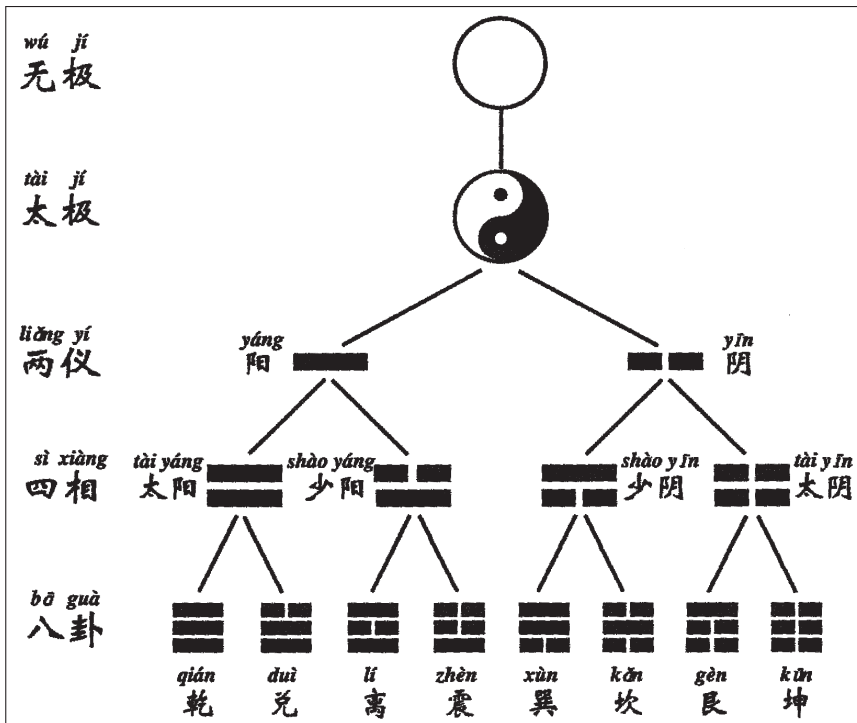 wú jí
无极
tài jí
太极
liǎng yí
两仪
yáng
阳
yīn
阴
sì xiàng
四相
tài yáng
太阳
shào yáng
少阳
shào yīn
少阴
tài yīn
太阴
bā guà
八卦
qián duì lí zhèn xùn kǎn gèn kūn
乾 兑 离 震 巽 坎 艮 坤